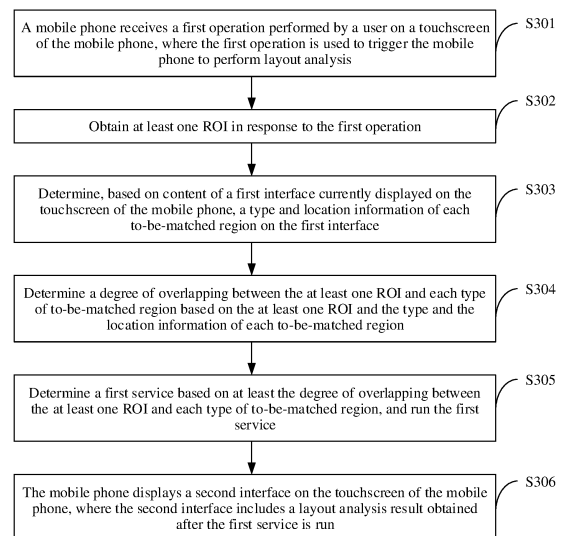 A mobile phone receives a first operation performed by a user on a touchscreen
of the mobile phone, where the first operation is used to trigger the mobile
phone to perform layout analysis
S301
Obtain at least one ROI in response to the first operation
S302
Determine, based on content of a first interface currently displayed on the
touchscreen of the mobile phone, a type and location information of each
to-be-matched region on the first interface
S303
Determine a degree of overlapping between the at least one ROI and each type
of to-be-matched region based on the at least one ROI and the type and the
location information of each to-be-matched region
S304
Determine a first service based on at least the degree of overlapping between
the at least one ROI and each type of to-be-matched region, and run the first
service
S305
The mobile phone displays a second interface on the touchscreen of the mobile
phone, where the second interface includes a layout analysis result obtained
after the first service is run
S306